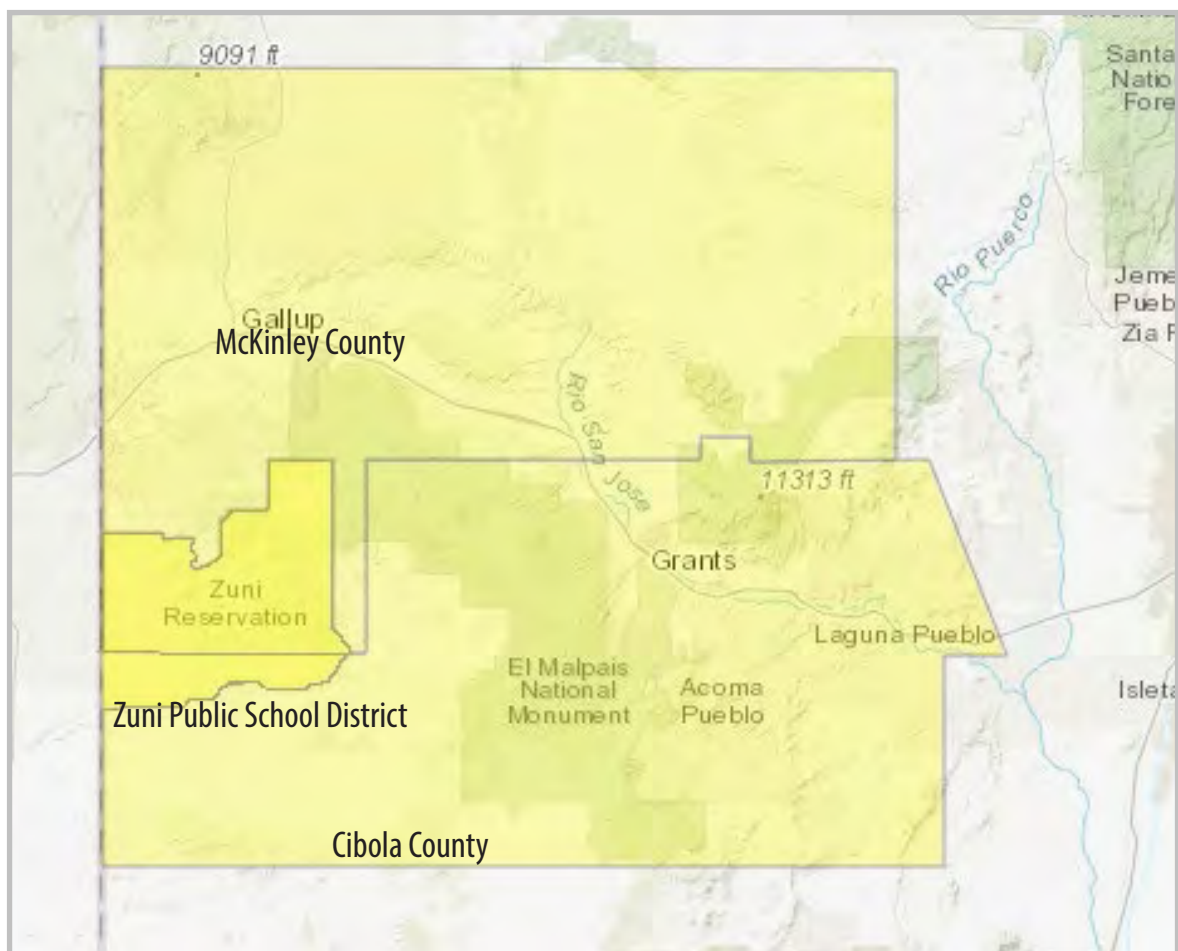 9091 ft
Santa
Natio
Fore
Rio Puerco
Jeme
Pueb
Zia P
Gallup
McKinley County
Rio San Jose
11313 ft
Grants
Zuni
Reservation
Laguna Pueblo
El Malpais
National
Monument
Acoma
Pueblo
Isleta
Zuni Public School District
Cibola County